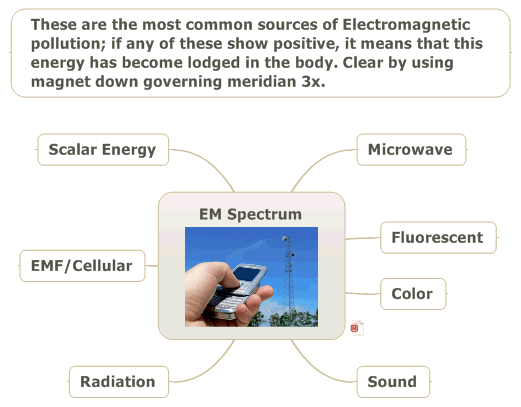 These are the most common sources of Electromagnetic
pollution; if any of these show positive, it means that this
energy has become lodged in the body. Clear by using
magnet down governing meridian 3x.
Scalar Energy
Microwave
EM Spectrum
Fluorescent
EMF/Cellular
Color
Radiation
Sound